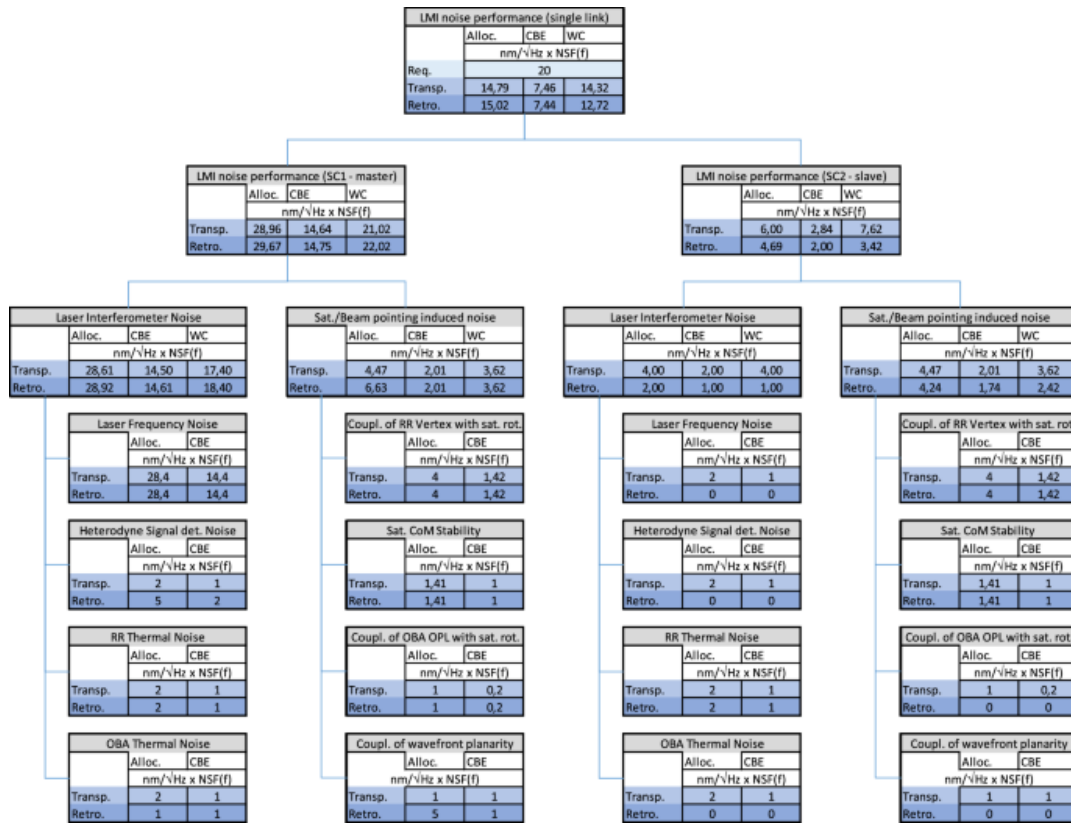 LMI noise performance (single link)
Alloc. CBE WC
nm/√Hz x NSF(f)
Req. 20
Transp. 14,79 7,46 14,32
Retro. 15,02 7,44 12,72
LMI noise performance (SC1 - master)
Alloc. CBE WC
nm/√Hz x NSF(f)
Transp. 28,96 14,64 21,02
Retro. 29,67 14,75 22,02
LMI noise performance (SC2 - slave)
Alloc. CBE WC
nm/√Hz x NSF(f)
Transp. 6,00 2,84 7,62
Retro. 4,69 2,00 3,42
Laser Interferometer Noise
Alloc. CBE WC
nm/√Hz x NSF(f)
Transp. 28,61 14,50 17,40
Retro. 28,92 14,61 18,40
Laser Frequency Noise
Alloc. CBE
nm/√Hz x NSF(f)
Transp. 28,4 14,4
Retro. 28,4 14,4
Heterodyne Signal det. Noise
Alloc. CBE
nm/√Hz x NSF(f)
Transp. 2 1
Retro. 5 2
RR Thermal Noise
Alloc. CBE
nm/√Hz x NSF(f)
Transp. 2 1
Retro. 2 1
OBA Thermal Noise
Alloc. CBE
nm/√Hz x NSF(f)
Transp. 2 1
Retro. 1 1
Sat./Beam pointing induced noise
Alloc. CBE WC
nm/√Hz x NSF(f)
Transp. 4,47 2,01 3,62
Retro. 6,63 2,01 3,62
Coupl. of RR Vertex with sat. rot.
Alloc. CBE
nm/√Hz x NSF(f)
Transp. 4 1,42
Retro. 4 1,42
Sat. CoM Stability
Alloc. CBE
nm/√Hz x NSF(f)
Transp. 1,41 1
Retro. 1,41 1
Coupl. of OBA OPL with sat. rot.
Alloc. CBE
nm/√Hz x NSF(f)
Transp. 1 0,2
Retro. 1 0,2
Coupl. of wavefront planarity
Alloc. CBE
nm/√Hz x NSF(f)
Transp. 1 1
Retro. 5 1
Laser Interferometer Noise
Alloc. CBE WC
nm/√Hz x NSF(f)
Transp. 4,00 2,00 4,00
Retro. 2,00 1,00 1,00
Laser Frequency Noise
Alloc. CBE
nm/√Hz x NSF(f)
Transp. 2 1
Retro. 0 0
Heterodyne Signal det. Noise
Alloc. CBE
nm/√Hz x NSF(f)
Transp. 2 1
Retro. 0 0
RR Thermal Noise
Alloc. CBE
nm/√Hz x NSF(f)
Transp. 2 1
Retro. 2 1
OBA Thermal Noise
Alloc. CBE
nm/√Hz x NSF(f)
Transp. 2 1
Retro. 0 0
Sat./Beam pointing induced noise
Alloc. CBE WC
nm/√Hz x NSF(f)
Transp. 4,47 2,01 3,62
Retro. 4,24 1,74 2,42
Coupl. of RR Vertex with sat. rot.
Alloc. CBE
nm/√Hz x NSF(f)
Transp. 4 1,42
Retro. 4 1,42
Sat. CoM Stability
Alloc. CBE
nm/√Hz x NSF(f)
Transp. 1,41 1
Retro. 1,41 1
Coupl. of OBA OPL with sat. rot
Alloc. CBE
nm/√Hz x NSF(f)
Transp. 1 0,2
Retro. 0 0
Coupl. of wavefront planarity
Alloc. CBE
nm/√Hz x NSF(f)
Transp. 1 1
Retro. 0 0